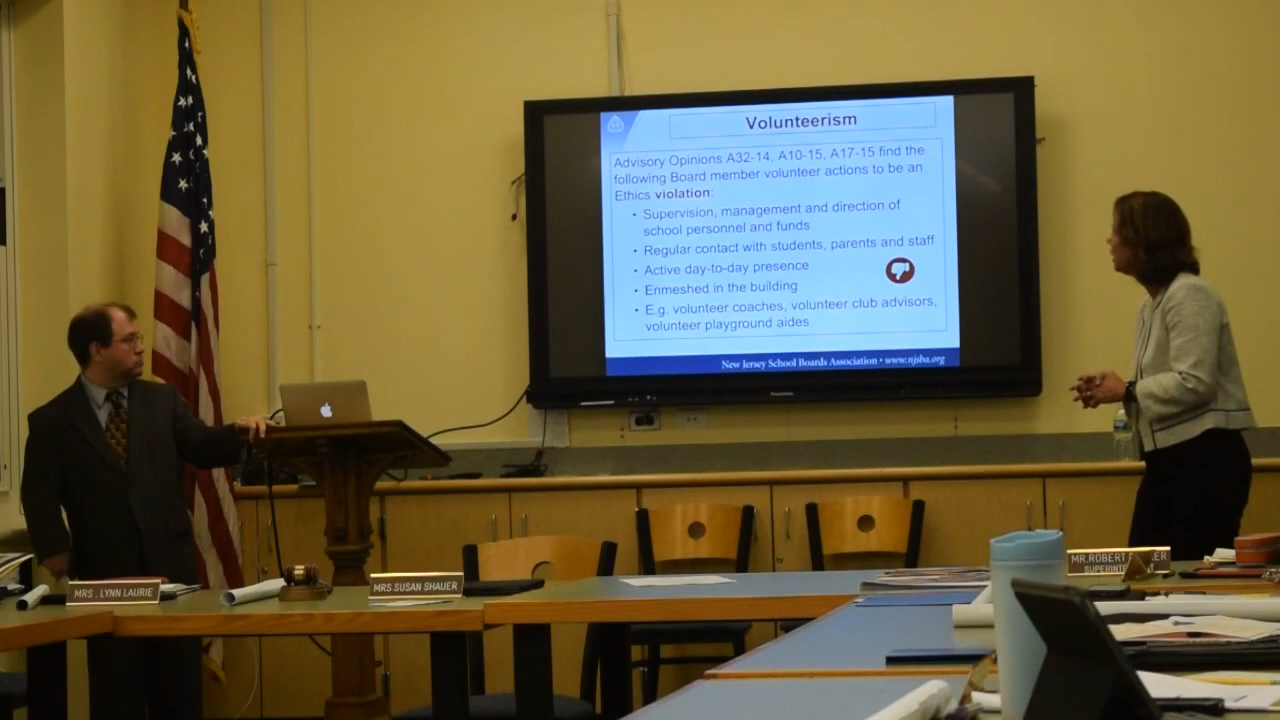 Volunteerism
Advisory Opinions A32-14, A10-15, A17-15 find the
following Board member volunteer actions to be an
Ethics violation:
• Supervision, management and direction of
school personnel and funds
• Regular contact with students, parents and staff
• Active day-to-day presence
• Enmeshed in the building
• E.g. volunteer coaches, volunteer club advisors,
volunteer playground aides
New Jersey School Boards Association • www.njsba.org
MRS. LYNN LAURIE
MRS SUSAN SHAUER
MR. ROBERT